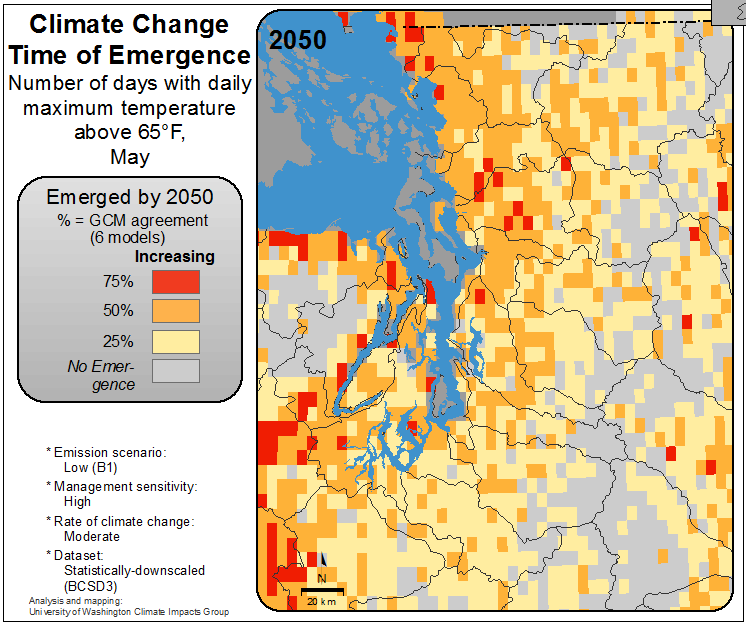 Climate Change
Time of Emergence
Number of days with daily
maximum temperature
above 65°F,
May
Emerged by 2050
% = GCM agreement
(6 models)
Increasing
75%
50%
25%
No Emer-
gence
* Emission scenario:
Low (B1)
* Management sensitivity:
High
* Rate of climate change:
Moderate
* Dataset:
Statistically-downscaled
(BCSD3)
Analysis and mapping:
University of Washington Climate Impacts Group
2050
N
20 km